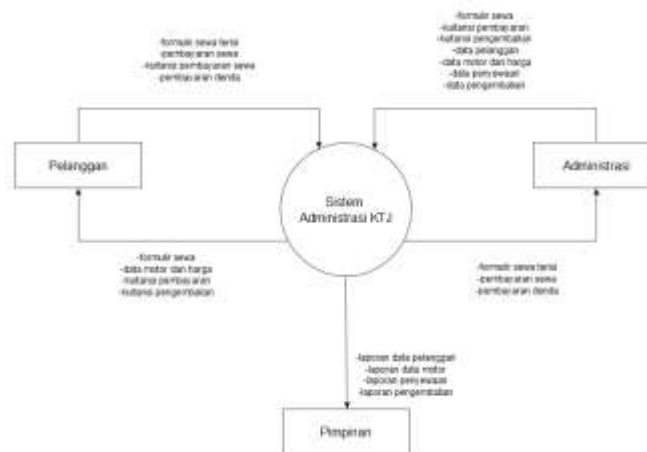 -formulir sewa terisi
-pembayaran sewa
-kuitansi pembayaran sewa
-pembayaran denda
-formulir sewa
-kuitansi pembayaran
-kuitansi pengembalian
-data pelanggan
-data motor dan harga
-data penyewaan
-data pengembalian
Pelanggan
Sistem
Administrasi KTJ
Administrasi
-formulir sewa
-data motor dan harga
-kuitansi pembayaran
-kuitansi pengembalian
-formulir sewa terisi
-pembayaran sewa
-pembayaran denda
-laporan data pelanggan
-laporan data motor
-laporan penyewaan
-laporan pengembalian
Pimpinan